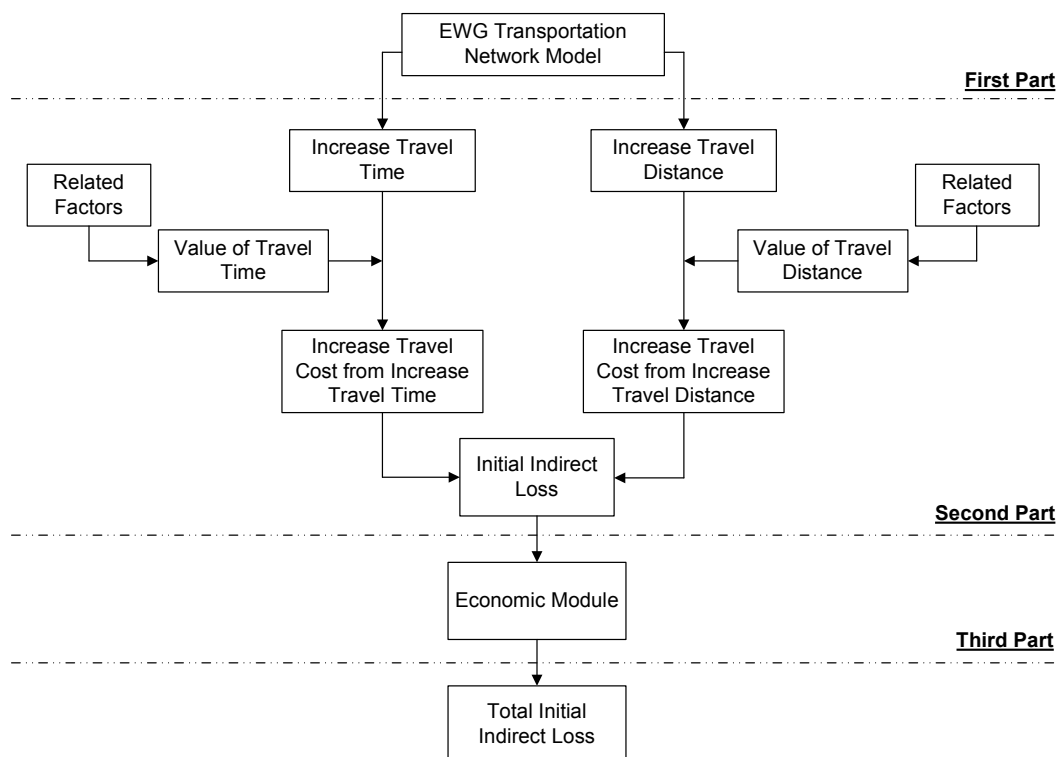 EWG Transportation
Network Model
First Part
Increase Travel
Time
Increase Travel
Distance
Related
Factors
Related
Factors
Value of Travel
Time
Value of Travel
Distance
Increase Travel
Cost from Increase
Travel Time
Increase Travel
Cost from Increase
Travel Distance
Initial Indirect
Loss
Second Part
Economic Module
Third Part
Total Initial
Indirect Loss